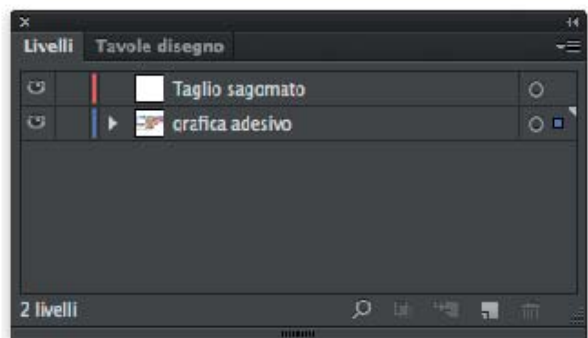 Livelli Tavole disegno
Taglio sagomato
grafica adesivo
2 livelli